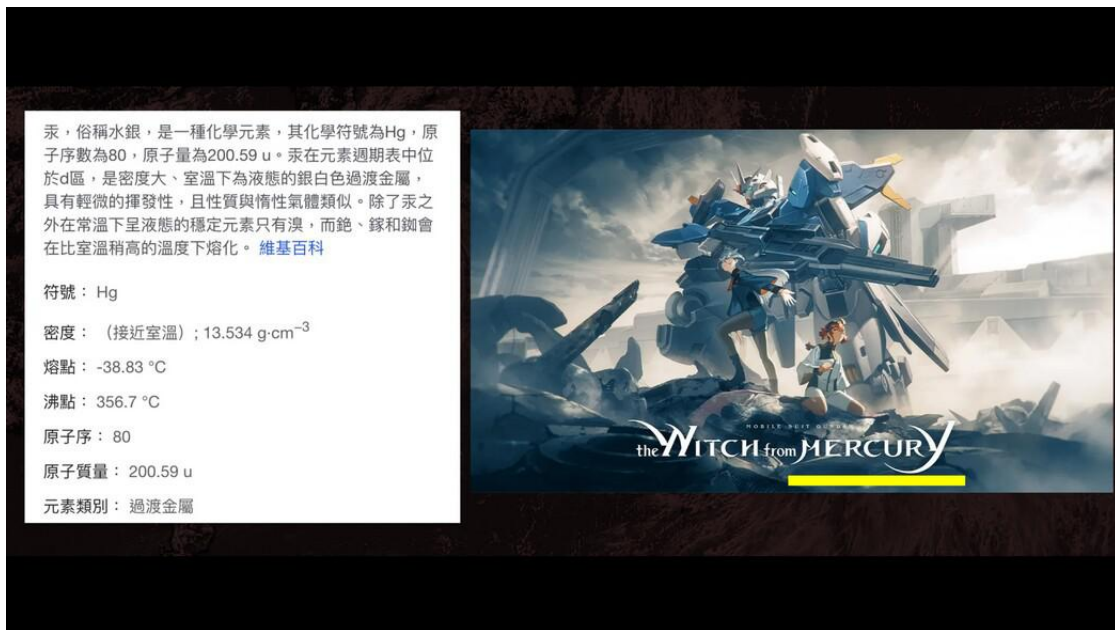 汞，俗稱水銀，是一種化學元素，其化學符號為Hg，原
子序數為80，原子量為200.59 u。汞在元素週期表中位
於d區，是密度大、室溫下為液態的銀白色過渡金屬，
具有輕微的揮發性，且性質與惰性氣體類似。除了汞之
外在常溫下呈液態的穩定元素只有溴，而銫、鎵和銣會
在比室溫稍高的溫度下熔化。 維基百科
符號： Hg
密度： （接近室溫）; 13.534 g·cm⁻³
熔點： -38.83 °C
沸點： 356.7 °C
原子序： 80
原子質量： 200.59 u
元素類別： 過渡金屬
MOBILE SUIT GUNDAM
the WITCH from MERCURY